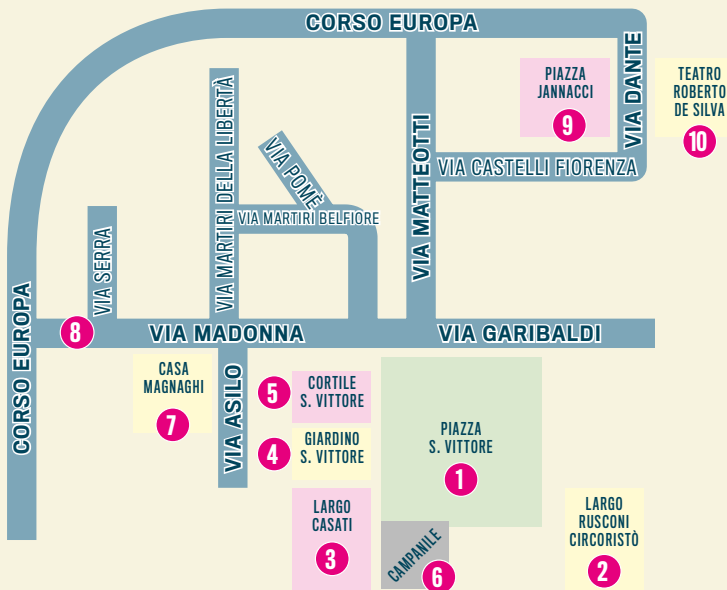 CORSO EUROPA
PIAZZA
JANNACCI
9
VIA DANTE
TEATRO
ROBERTO
DE SILVA
10
VIA MARTIRI DELLA LIBERTÀ
VIA POMÈ
VIA MATTEOTTI
VIA CASTELLI FIORENZA
VIA MARTIRI BELFIORE
VIA SERRA
CORSO EUROPA
8
VIA MADONNA
VIA GARIBALDI
CASA
MAGNAGHI
7
VIA ASILO
5
CORTILE
S. VITTORE
4
GIARDINO
S. VITTORE
PIAZZA
S. VITTORE
1
LARGO
CASATI
3
CAMPANILE
6
LARGO
RUSCONI
CIRCORISTÒ
2